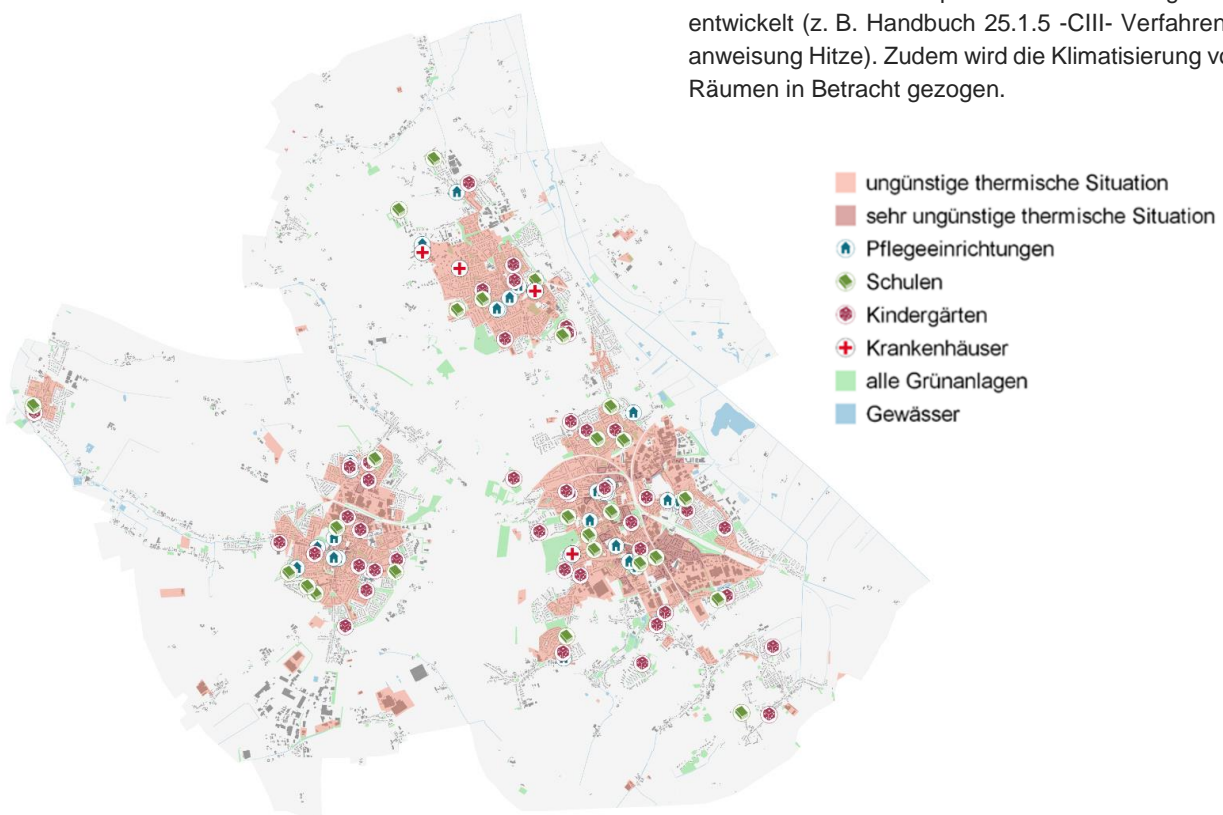 entwickelt (z. B. Handbuch 25.1.5 -CIII- Verfahren
anweisung Hitze). Zudem wird die Klimatisierung vo
Räumen in Betracht gezogen.
ungünstige thermische Situation
sehr ungünstige thermische Situation
Pflegeeinrichtungen
Schulen
Kindergärten
Krankenhäuser
alle Grünanlagen
Gewässer